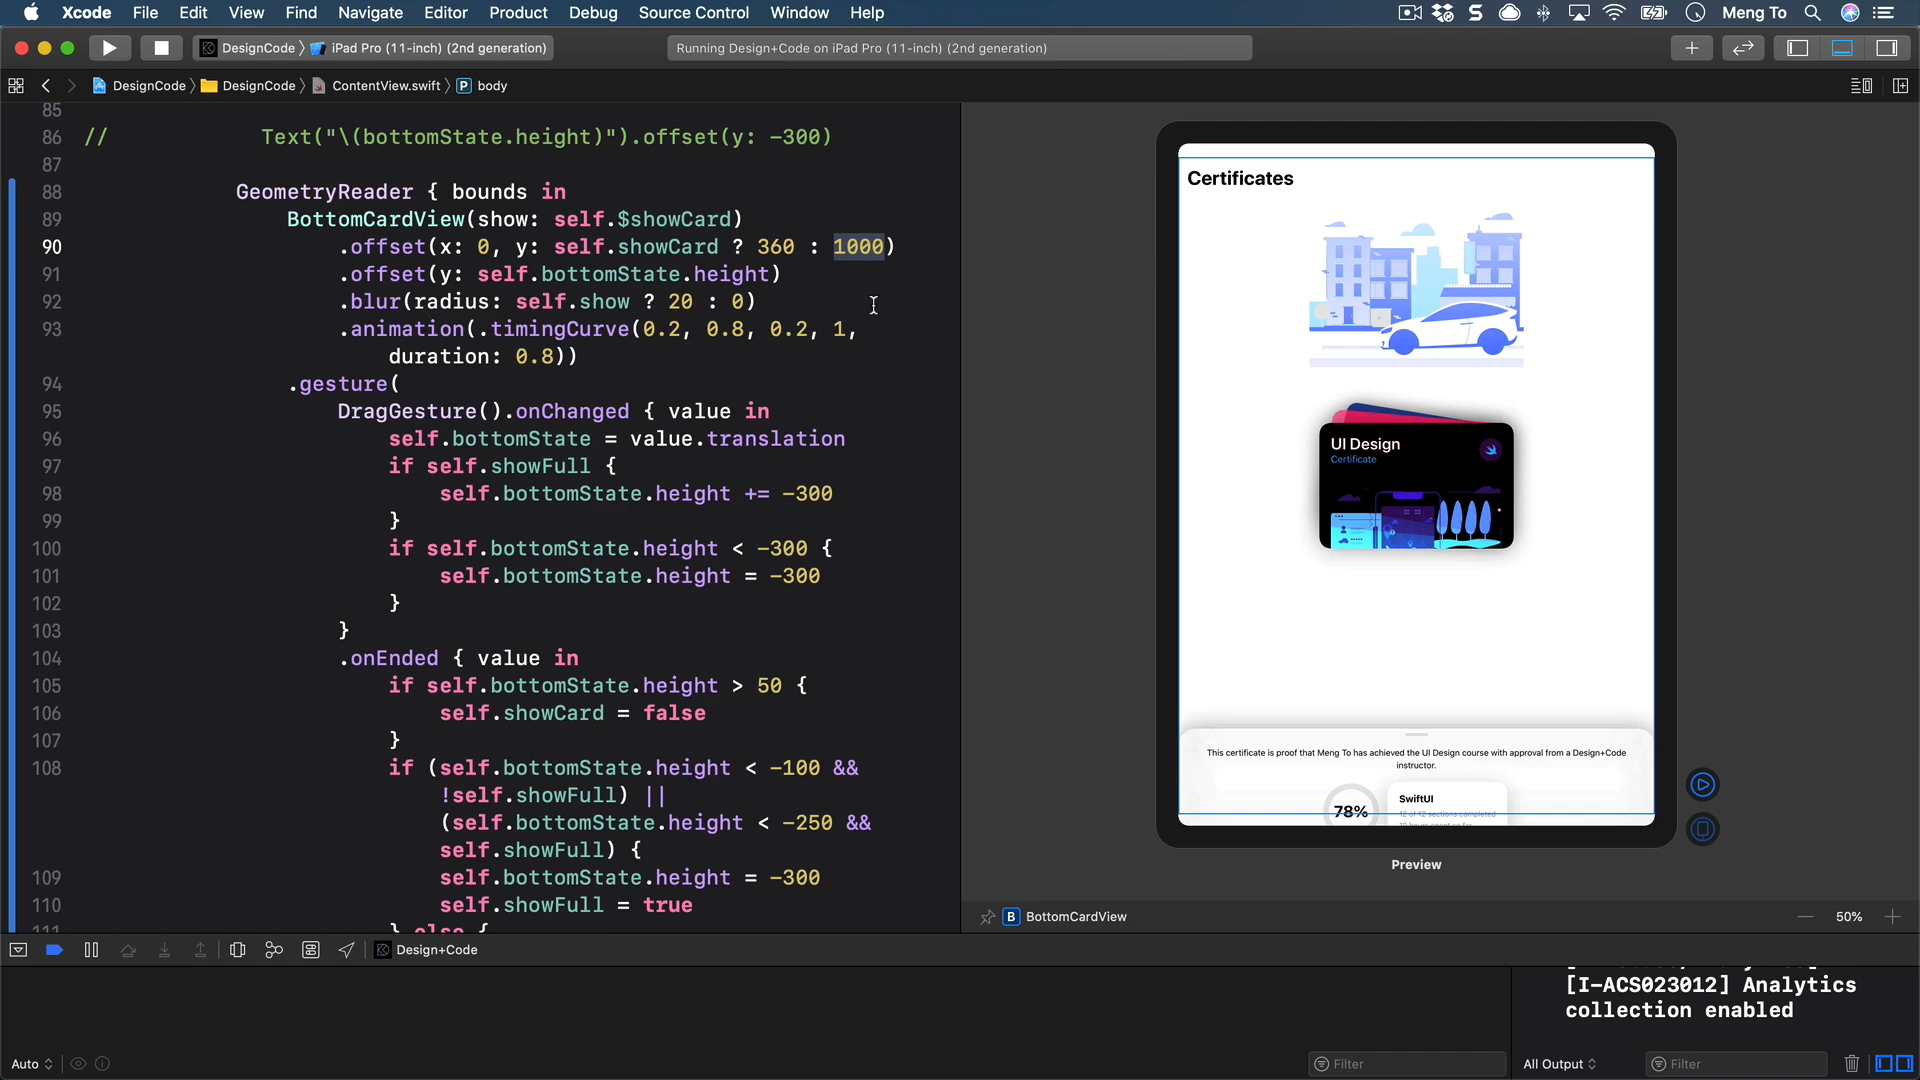 Xcode File Edit View Find Navigate Editor Product Debug Source Control Window Help Meng To
DesignCode iPad Pro (11-inch) (2nd generation) Running Design+Code on iPad Pro (11-inch) (2nd generation)
DesignCode DesignCode ContentView.swift P body
85
86 // Text("\(bottomState.height)").offset(y: -300)
87
88 GeometryReader { bounds in
89 BottomCardView(show: self.$showCard)
90 .offset(x: 0, y: self.showCard ? 360 : 1000)
91 .offset(y: self.bottomState.height)
92 .blur(radius: self.show ? 20 : 0)
93 .animation(.timingCurve(0.2, 0.8, 0.2, 1,
duration: 0.8))
94 .gesture(
95 DragGesture().onChanged { value in
96 self.bottomState = value.translation
97 if self.showFull {
98 self.bottomState.height += -300
99 }
100 if self.bottomState.height < -300 {
101 self.bottomState.height = -300
102 }
103 }
104 .onEnded { value in
105 if self.bottomState.height > 50 {
106 self.showCard = false
107 }
108 if (self.bottomState.height < -100 &&
!self.showFull) ||
(self.bottomState.height < -250 &&
self.showFull) {
109 self.bottomState.height = -300
110 self.showFull = true
111 } else {
Certificates
UI Design
Certificate
This certificate is proof that Meng To has achieved the UI Design course with approval from a Design+Code
instructor.
78%
SwiftUI
12 of 12 sections completed
Preview
B BottomCardView 50%
Design+Code
[I-ACS023012] Analytics
collection enabled
Auto Filter All Output Filter